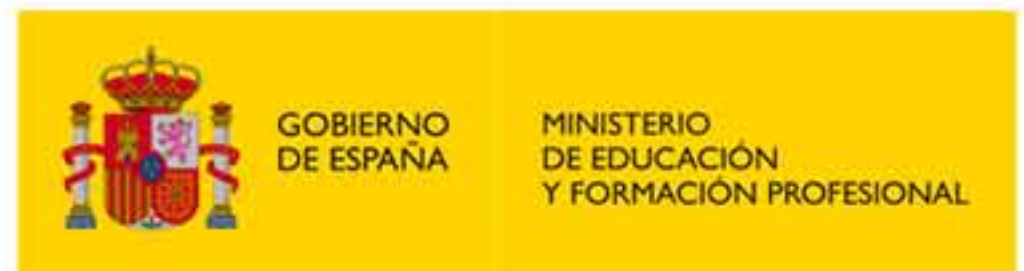 GOBIERNO
DE ESPAÑA
MINISTERIO
DE EDUCACIÓN
Y FORMACIÓN PROFESIONAL